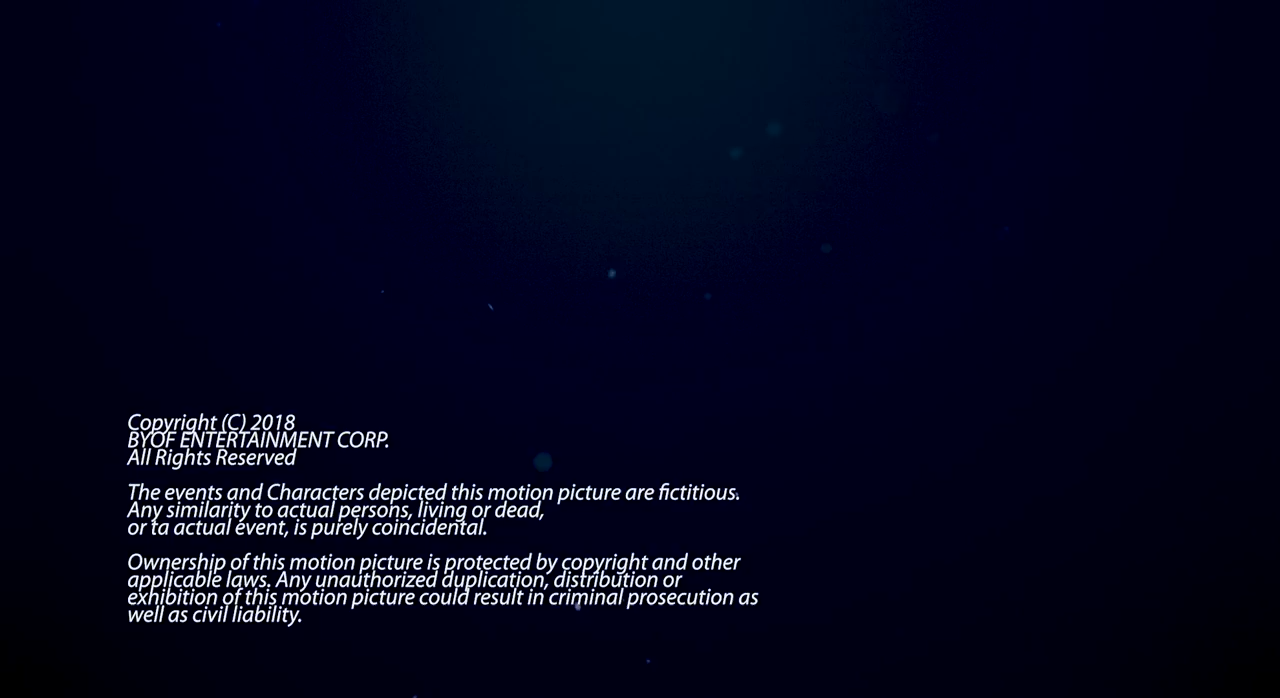 Copyright (C) 2018
BYOF ENTERTAINMENT CORP.
All Rights Reserved
The events and Characters depicted this motion picture are fictitious.
Any similarity to actual persons, living or dead,
or ta actual event, is purely coincidental.
Ownership of this motion picture is protected by copyright and other
applicable laws. Any unauthorized duplication, distribution or
exhibition of this motion picture could result in criminal prosecution as
well as civil liability.